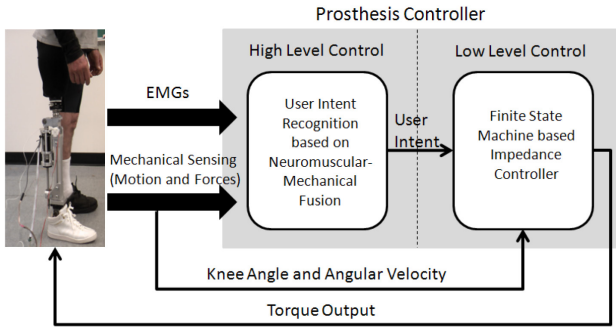 Prosthesis Controller
High Level Control
Low Level Control
EMGs
Mechanical Sensing
(Motion and Forces)
User Intent
Recognition
based on
Neuromuscular-
Mechanical
Fusion
User
Intent
Finite State
Machine based
Impedance
Controller
Knee Angle and Angular Velocity
Torque Output